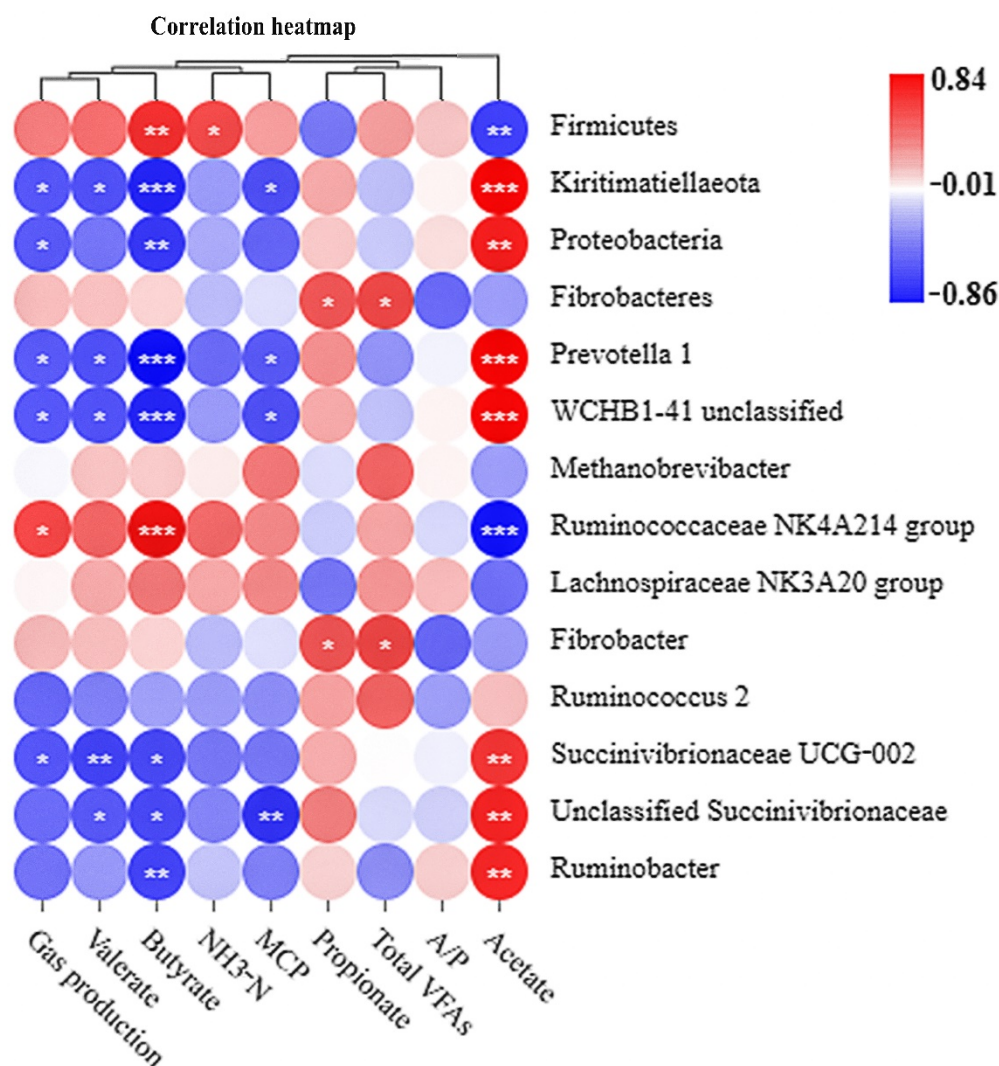 Correlation heatmap
0.84
-0.01
-0.86
** * ** Firmicutes
* * *** * *** Kiritimatiellaeota
* ** ** Proteobacteria
* * Fibrobacteres
* * *** * *** Prevotella 1
* * *** * *** WCHB1-41 unclassified
Methanobrevibacter
* *** *** Ruminococcaceae NK4A214 group
Lachnospiraceae NK3A20 group
* * Fibrobacter
Ruminococcus 2
* ** * ** Succinivibrionaceae UCG-002
* * ** ** Unclassified Succinivibrionaceae
** ** Ruminobacter
Gas production
Valerate
Butyrate
NH3-N
MCP
Propionate
Total VFAs
A/P
Acetate